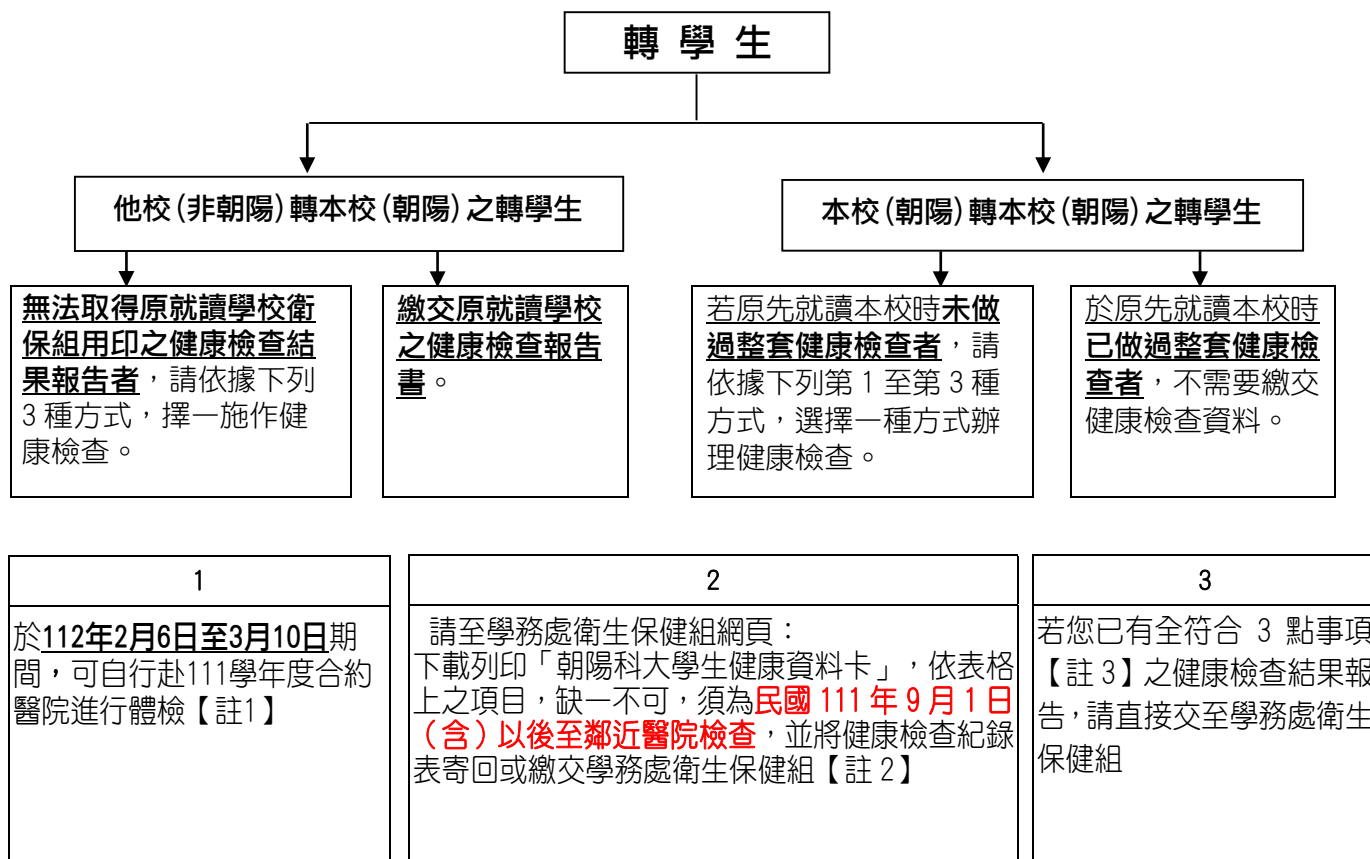 轉 學 生
他校(非朝陽)轉本校(朝陽)之轉學生
本校(朝陽)轉本校(朝陽)之轉學生
無法取得原就讀學校衛
保組用印之健康檢查結
果報告者，請依據下列
3 種方式，擇一施作健
康檢查。
繳交原就讀學校
之健康檢查報告
書。
若原先就讀本校時未做
過整套健康檢查者，請
依據下列第 1 至第 3 種
方式，選擇一種方式辦
理健康檢查。
於原先就讀本校時
已做過整套健康檢
查者，不需要繳交
健康檢查資料。
1
於112年2月6日至3月10日期
間，可自行赴111學年度合約
醫院進行體檢【註1】
2
請至學務處衛生保健組網頁：
下載列印「朝陽科大學生健康資料卡」，依表格
上之項目，缺一不可，須為民國 111 年 9 月 1 日
（含）以後至鄰近醫院檢查，並將健康檢查紀錄
表寄回或繳交學務處衛生保健組【註 2】
3
若您已有全符合 3 點事項
【註 3】之健康檢查結果報
告，請直接交至學務處衛生
保健組